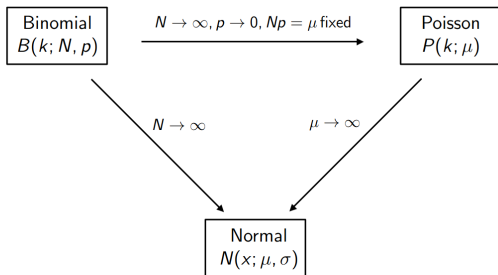 Binomial
B(k; N, p)
N → ∞, p → 0, Np = μ fixed
Poisson
P(k; μ)
N → ∞
μ → ∞
Normal
N(x; μ, σ)